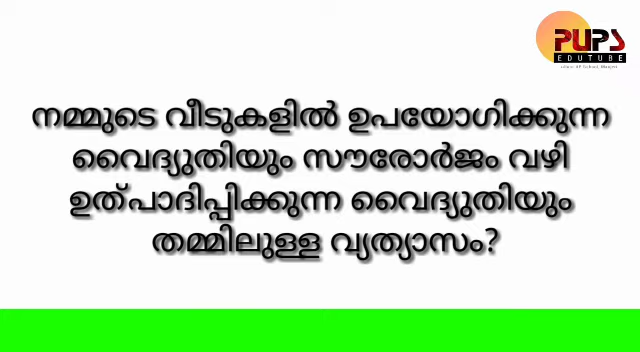 PUPS
EDUTUBE
നമ്മുടെ വീടുകളിൽ ഉപയോഗിക്കുന്ന
വൈദ്യുതിയും സൗരോർജം വഴി
ഉത്പാദിപ്പിക്കുന്ന വൈദ്യുതിയും
തമ്മിലുള്ള വ്യത്യാസം?